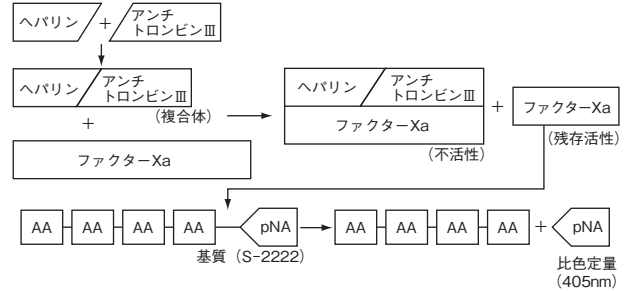 ヘパリン + アンチ
トロンビンⅢ
ヘパリン アンチ
トロンビンⅢ
(複合体)
+
ファクターXa
ヘパリン アンチ
トロンビンⅢ
ファクターXa
(不活性)
+
ファクターXa
(残存活性)
AA AA AA AA pNA
基質(S-2222)
AA AA AA AA + pNA
比色定量
(405nm)